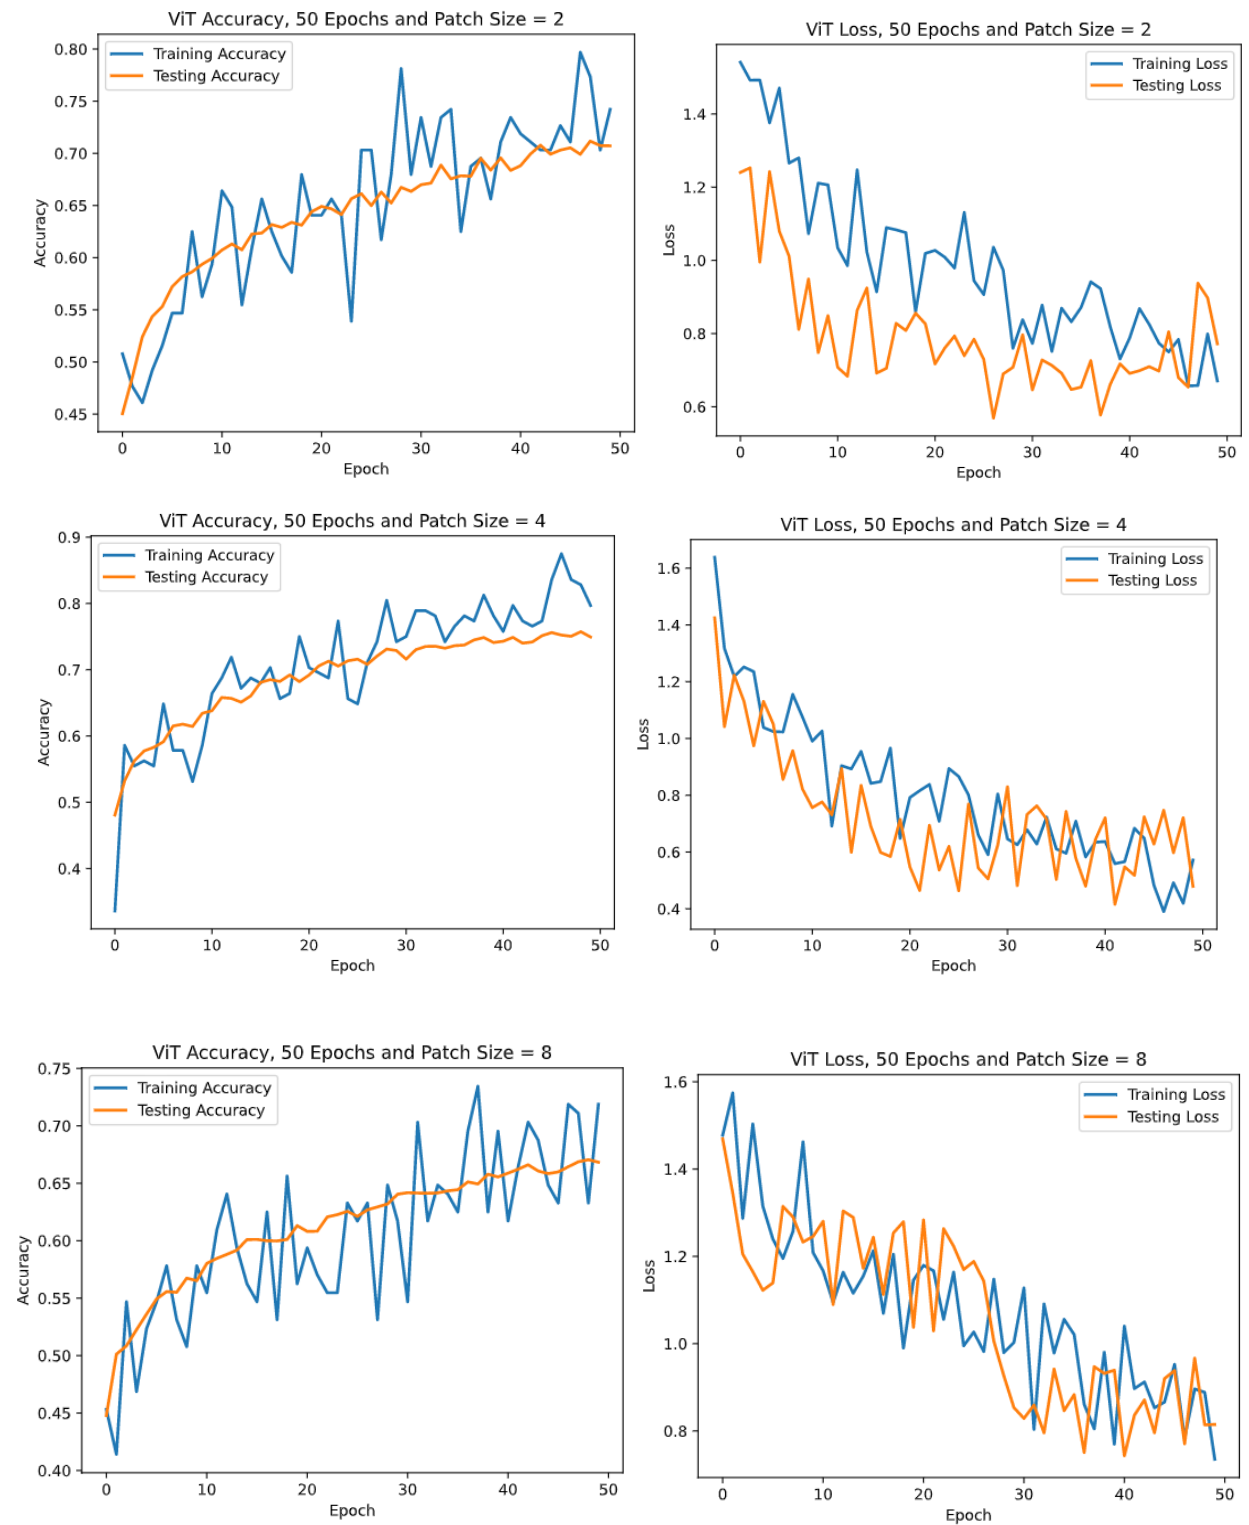 ViT Accuracy, 50 Epochs and Patch Size = 2
Training Accuracy
Testing Accuracy
0.80
0.75
0.70
0.65
0.60
0.55
0.50
0.45
Accuracy
0 10 20 30 40 50
Epoch
ViT Loss, 50 Epochs and Patch Size = 2
Training Loss
Testing Loss
1.4
1.2
1.0
0.8
0.6
Loss
0 10 20 30 40 50
Epoch
ViT Accuracy, 50 Epochs and Patch Size = 4
Training Accuracy
Testing Accuracy
0.9
0.8
0.7
0.6
0.5
0.4
Accuracy
0 10 20 30 40 50
Epoch
ViT Loss, 50 Epochs and Patch Size = 4
Training Loss
Testing Loss
1.6
1.4
1.2
1.0
0.8
0.6
0.4
Loss
0 10 20 30 40 50
Epoch
ViT Accuracy, 50 Epochs and Patch Size = 8
Training Accuracy
Testing Accuracy
0.75
0.70
0.65
0.60
0.55
0.50
0.45
0.40
Accuracy
0 10 20 30 40 50
Epoch
ViT Loss, 50 Epochs and Patch Size = 8
Training Loss
Testing Loss
1.6
1.4
1.2
1.0
0.8
Loss
0 10 20 30 40 50
Epoch